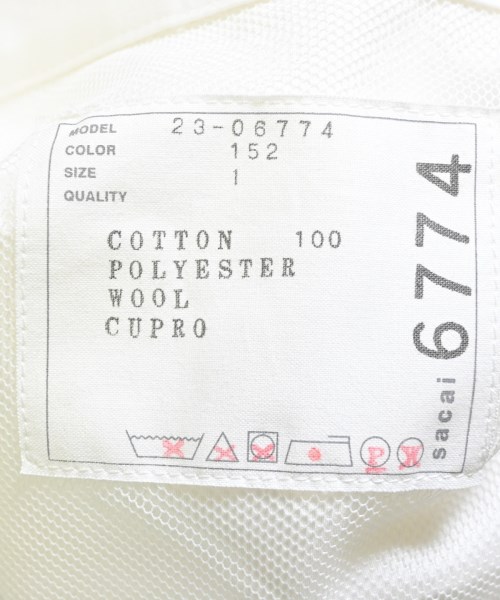 MODEL 23-06774
COLOR 152
SIZE 1
QUALITY
COTTON 100
POLYESTER
WOOL
CUPRO
P W
sacai 6774